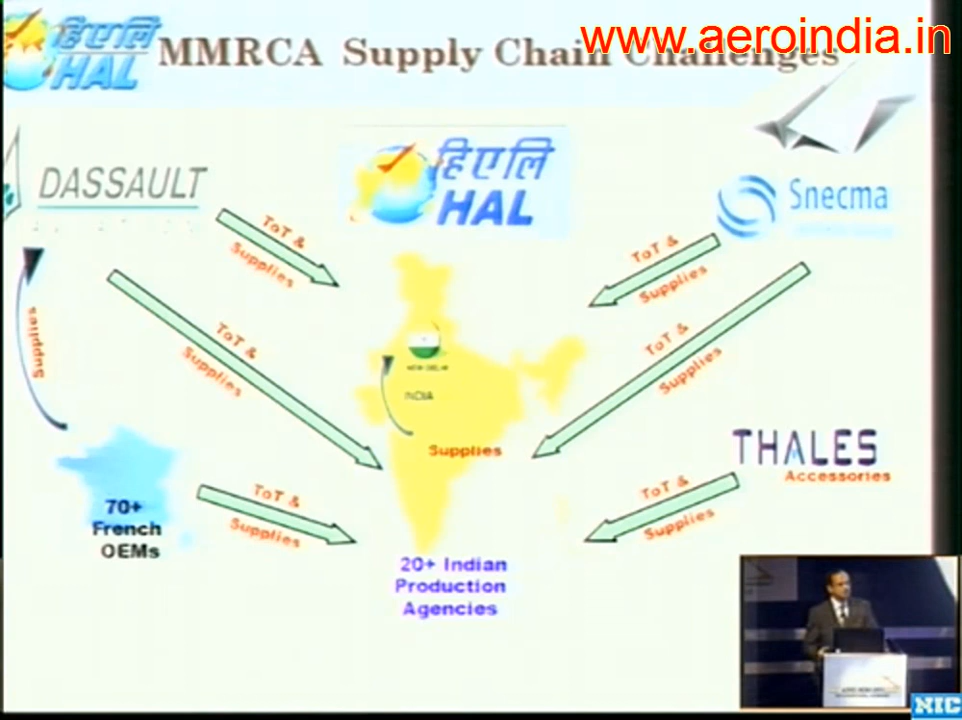 www.aeroindia.in
हिएलि
HAL
MMRCA Supply Chain Challenges
DASSAULT
हिएलि
HAL
Snecma
ToT &
Supplies
ToT &
Supplies
Supplies
ToT &
Supplies
ToT &
Supplies
NEW DELHI
INDIA
Supplies
THALES
Accessories
ToT &
Supplies
ToT &
Supplies
70+
French
OEMs
20+ Indian
Production
Agencies
NIC